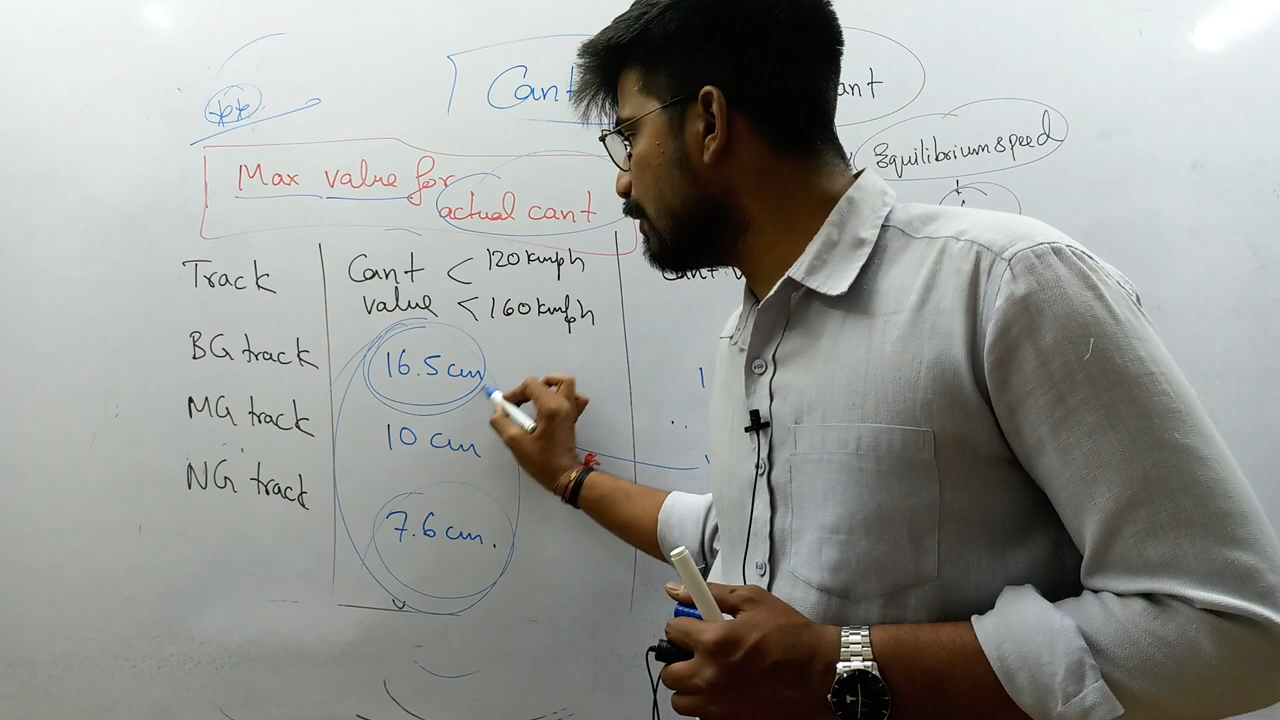 Cant
ant
Equilibrium speed
Max value for
actual cant
Track
Cant < 120 kmph
value < 160 kmph
Cant
BG track
16.5 cm
MG track
10 cm
NG track
7.6 cm.